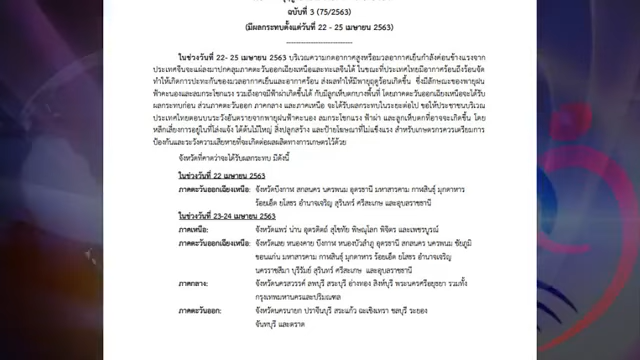 ฉบับที่ 3 (75/2563)
(มีผลกระทบตั้งแต่วันที่ 22 - 25 เมษายน 2563)
ในช่วงวันที่ 22- 25 เมษายน 2563 บริเวณความกดอากาศสูงหรือมวลอากาศเย็นกำลังค่อนข้างแรงจาก
ประเทศจีนจะแผ่ลงมาปกคลุมภาคตะวันออกเฉียงเหนือและทะเลจีนใต้ ในขณะที่ประเทศไทยมีอากาศร้อนถึงร้อนจัด
ทำให้เกิดการปะทะกันของมวลอากาศเย็นและอากาศร้อน ส่งผลทำให้มีพายุฤดูร้อนเกิดขึ้น ซึ่งมีลักษณะของพายุฝน
ฟ้าคะนองและลมกระโชกแรง รวมถึงอาจมีฟ้าผ่าเกิดขึ้นได้ กับมีลูกเห็บตกบางพื้นที่ โดยภาคตะวันออกเฉียงเหนือจะได้รับ
ผลกระทบก่อน ส่วนภาคตะวันออก ภาคกลาง และภาคเหนือ จะได้รับผลกระทบในระยะต่อไป ขอให้ประชาชนบริเวณ
ประเทศไทยตอนบนระวังอันตรายจากพายุฝนฟ้าคะนอง ลมกระโชกแรง ฟ้าผ่า และลูกเห็บตกที่อาจจะเกิดขึ้น โดย
หลีกเลี่ยงการอยู่ในที่โล่งแจ้ง ใต้ต้นไม้ใหญ่ สิ่งปลูกสร้าง และป้ายโฆษณาที่ไม่แข็งแรง สำหรับเกษตรกรควรเตรียมการ
ป้องกันและระวังความเสียหายที่จะเกิดต่อผลผลิตทางการเกษตรไว้ด้วย
จังหวัดที่คาดว่าจะได้รับผลกระทบ มีดังนี้
ในช่วงวันที่ 22 เมษายน 2563
ภาคตะวันออกเฉียงเหนือ: จังหวัดบึงกาฬ สกลนคร นครพนม อุดรธานี มหาสารคาม กาฬสินธุ์ มุกดาหาร
ร้อยเอ็ด ยโสธร อำนาจเจริญ สุรินทร์ ศรีสะเกษ และอุบลราชธานี
ในช่วงวันที่ 23-24 เมษายน 2563
ภาคเหนือ: จังหวัดแพร่ น่าน อุตรดิตถ์ สุโขทัย พิษณุโลก พิจิตร และเพชรบูรณ์
ภาคตะวันออกเฉียงเหนือ: จังหวัดเลย หนองคาย บึงกาฬ หนองบัวลำภู อุดรธานี สกลนคร นครพนม ชัยภูมิ
ขอนแก่น มหาสารคาม กาฬสินธุ์ มุกดาหาร ร้อยเอ็ด ยโสธร อำนาจเจริญ
นครราชสีมา บุรีรัมย์ สุรินทร์ ศรีสะเกษ และอุบลราชธานี
ภาคกลาง: จังหวัดนครสวรรค์ ลพบุรี สระบุรี อ่างทอง สิงห์บุรี พระนครศรีอยุธยา รวมทั้ง
กรุงเทพมหานครและปริมณฑล
ภาคตะวันออก: จังหวัดนครนายก ปราจีนบุรี สระแก้ว ฉะเชิงเทรา ชลบุรี ระยอง
จันทบุรี และตราด